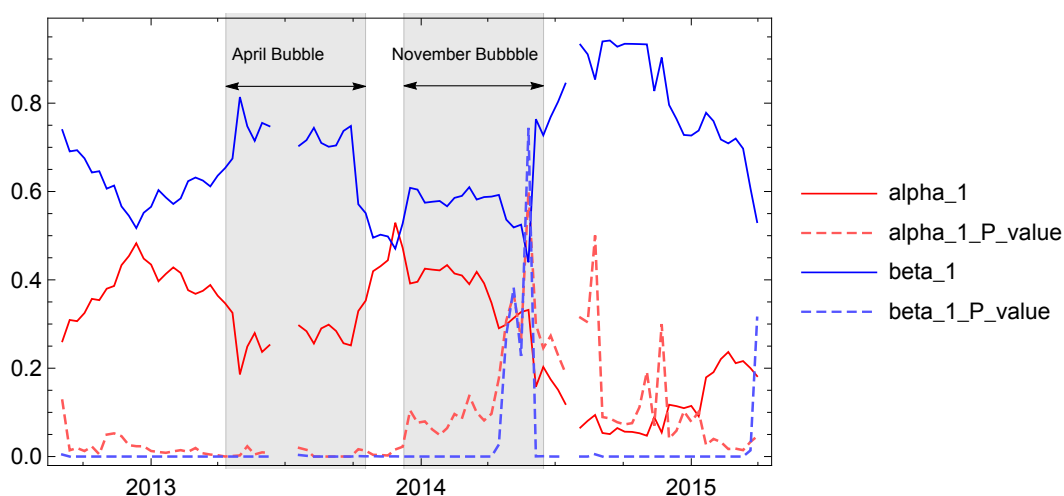 April Bubble
November Bubbble
0.8
0.6
0.4
0.2
0.0
2013
2014
2015
alpha_1
alpha_1_P_value
beta_1
beta_1_P_value